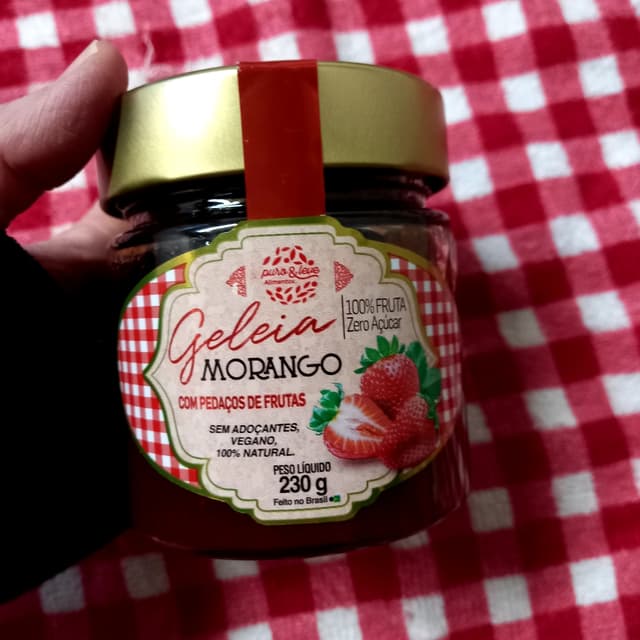 puro & leve
Alimentos
Geleia
MORANGO
100% FRUTA
Zero Açúcar
COM PEDAÇOS DE FRUTAS
SEM ADOÇANTES,
VEGANO,
100% NATURAL.
PESO LÍQUIDO
230 g
Feito no Brasil